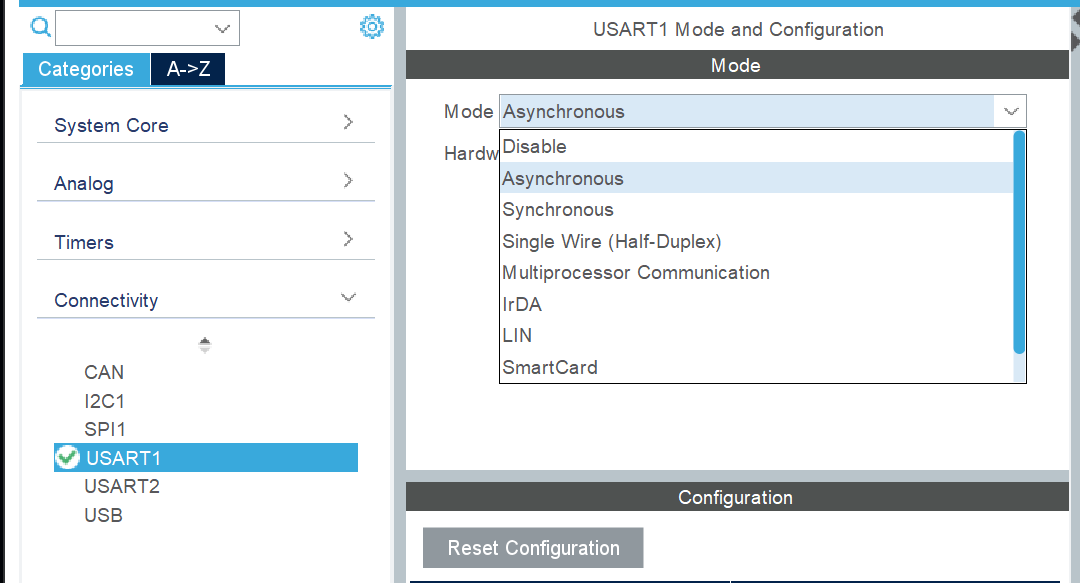 Categories
A->Z
System Core
Analog
Timers
Connectivity
CAN
I2C1
SPI1
USART1
USART2
USB
USART1 Mode and Configuration
Mode
Mode Asynchronous
Hardw
Disable
Asynchronous
Synchronous
Single Wire (Half-Duplex)
Multiprocessor Communication
IrDA
LIN
SmartCard
Configuration
Reset Configuration